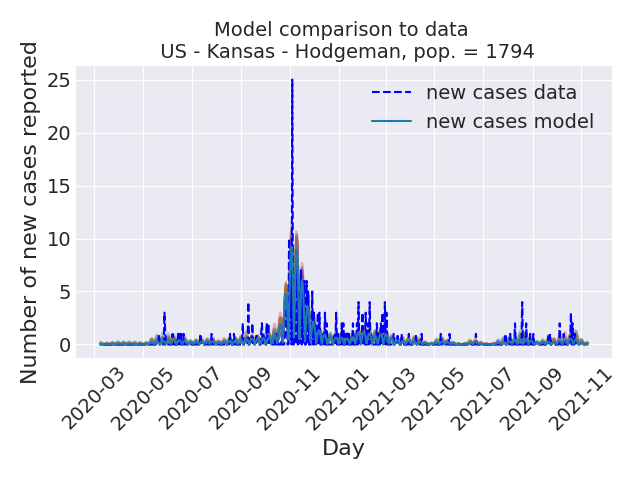 Model comparison to data
US - Kansas - Hodgeman, pop. = 1794
Number of new cases reported
25
20
15
10
5
0
new cases data
new cases model
2020-03
2020-05
2020-07
2020-09
2020-11
2021-01
2021-03
2021-05
2021-07
2021-09
2021-11
Day